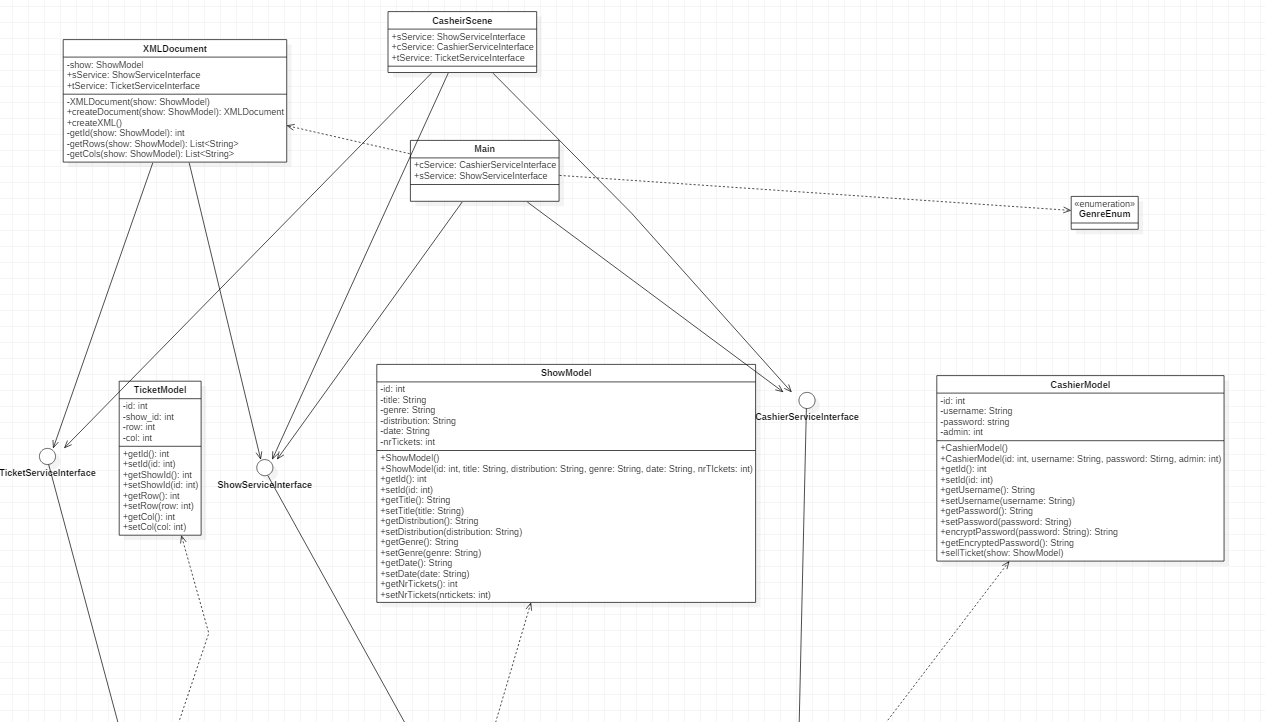 CasheirScene
+sService: ShowServiceInterface
+cService: CashierServiceInterface
+tService: TicketServiceInterface
XMLDocument
-show: ShowModel
+sService: ShowServiceInterface
+tService: TicketServiceInterface
-XMLDocument(show: ShowModel)
+createDocument(show: ShowModel): XMLDocument
+createXML()
-getId(show: ShowModel): int
-getRows(show: ShowModel): List<String>
-getCols(show: ShowModel): List<String>
Main
+cService: CashierServiceInterface
+sService: ShowServiceInterface
«enumeration»
GenreEnum
TicketModel
-id: int
-show_id: int
-row: int
-col: int
+getId(): int
+setId(id: int)
+getShowId(): int
+setShowId(id: int)
+getRow(): int
+setRow(row: int)
+getCol(): int
+setCol(col: int)
TicketServiceInterface
ShowServiceInterface
ShowModel
-id: int
-title: String
-genre: String
-distribution: String
-date: String
-nrTickets: int
+ShowModel()
+ShowModel(id: int, title: String, distribution: String, genre: String, date: String, nrTIckets: int)
+getId(): int
+setId(id: int)
+getTitle(): String
+setTitle(title: String)
+getDistribution(): String
+setDistribution(distribution: String)
+getGenre(): String
+setGenre(genre: String)
+getDate(): String
+setDate(date: String)
+getNrTickets(): int
+setNrTickets(nrtickets: int)
CashierServiceInterface
CashierModel
-id: int
-username: String
-password: string
-admin: int
+CashierModel()
+CashierModel(id: int, username: String, password: Stirng, admin: int)
+getId(): int
+setId(id: int)
+getUsername(): String
+setUsername(username: String)
+getPassword(): String
+setPassword(password: String)
+encryptPassword(password: String): String
+getEncryptedPassword(): String
+sellTicket(show: ShowModel)